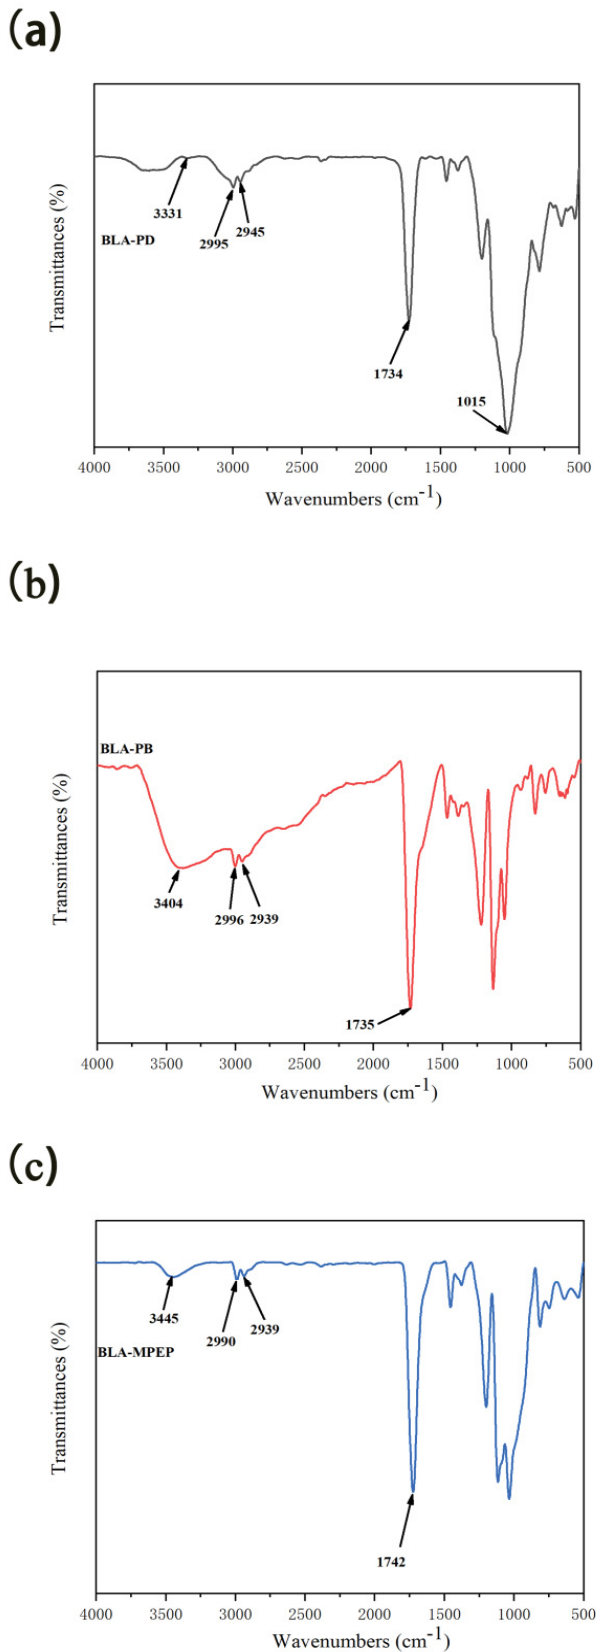 (a)
Transmittances (%)
BLA-PD
3331
2995
2945
1734
1015
4000 3500 3000 2500 2000 1500 1000 500
Wavenumbers (cm-1)
(b)
Transmittances (%)
BLA-PB
3404
2996
2939
1735
4000 3500 3000 2500 2000 1500 1000 500
Wavenumbers (cm-1)
(c)
Transmittances (%)
BLA-MPEP
3445
2990
2939
1742
4000 3500 3000 2500 2000 1500 1000 500
Wavenumbers (cm-1)